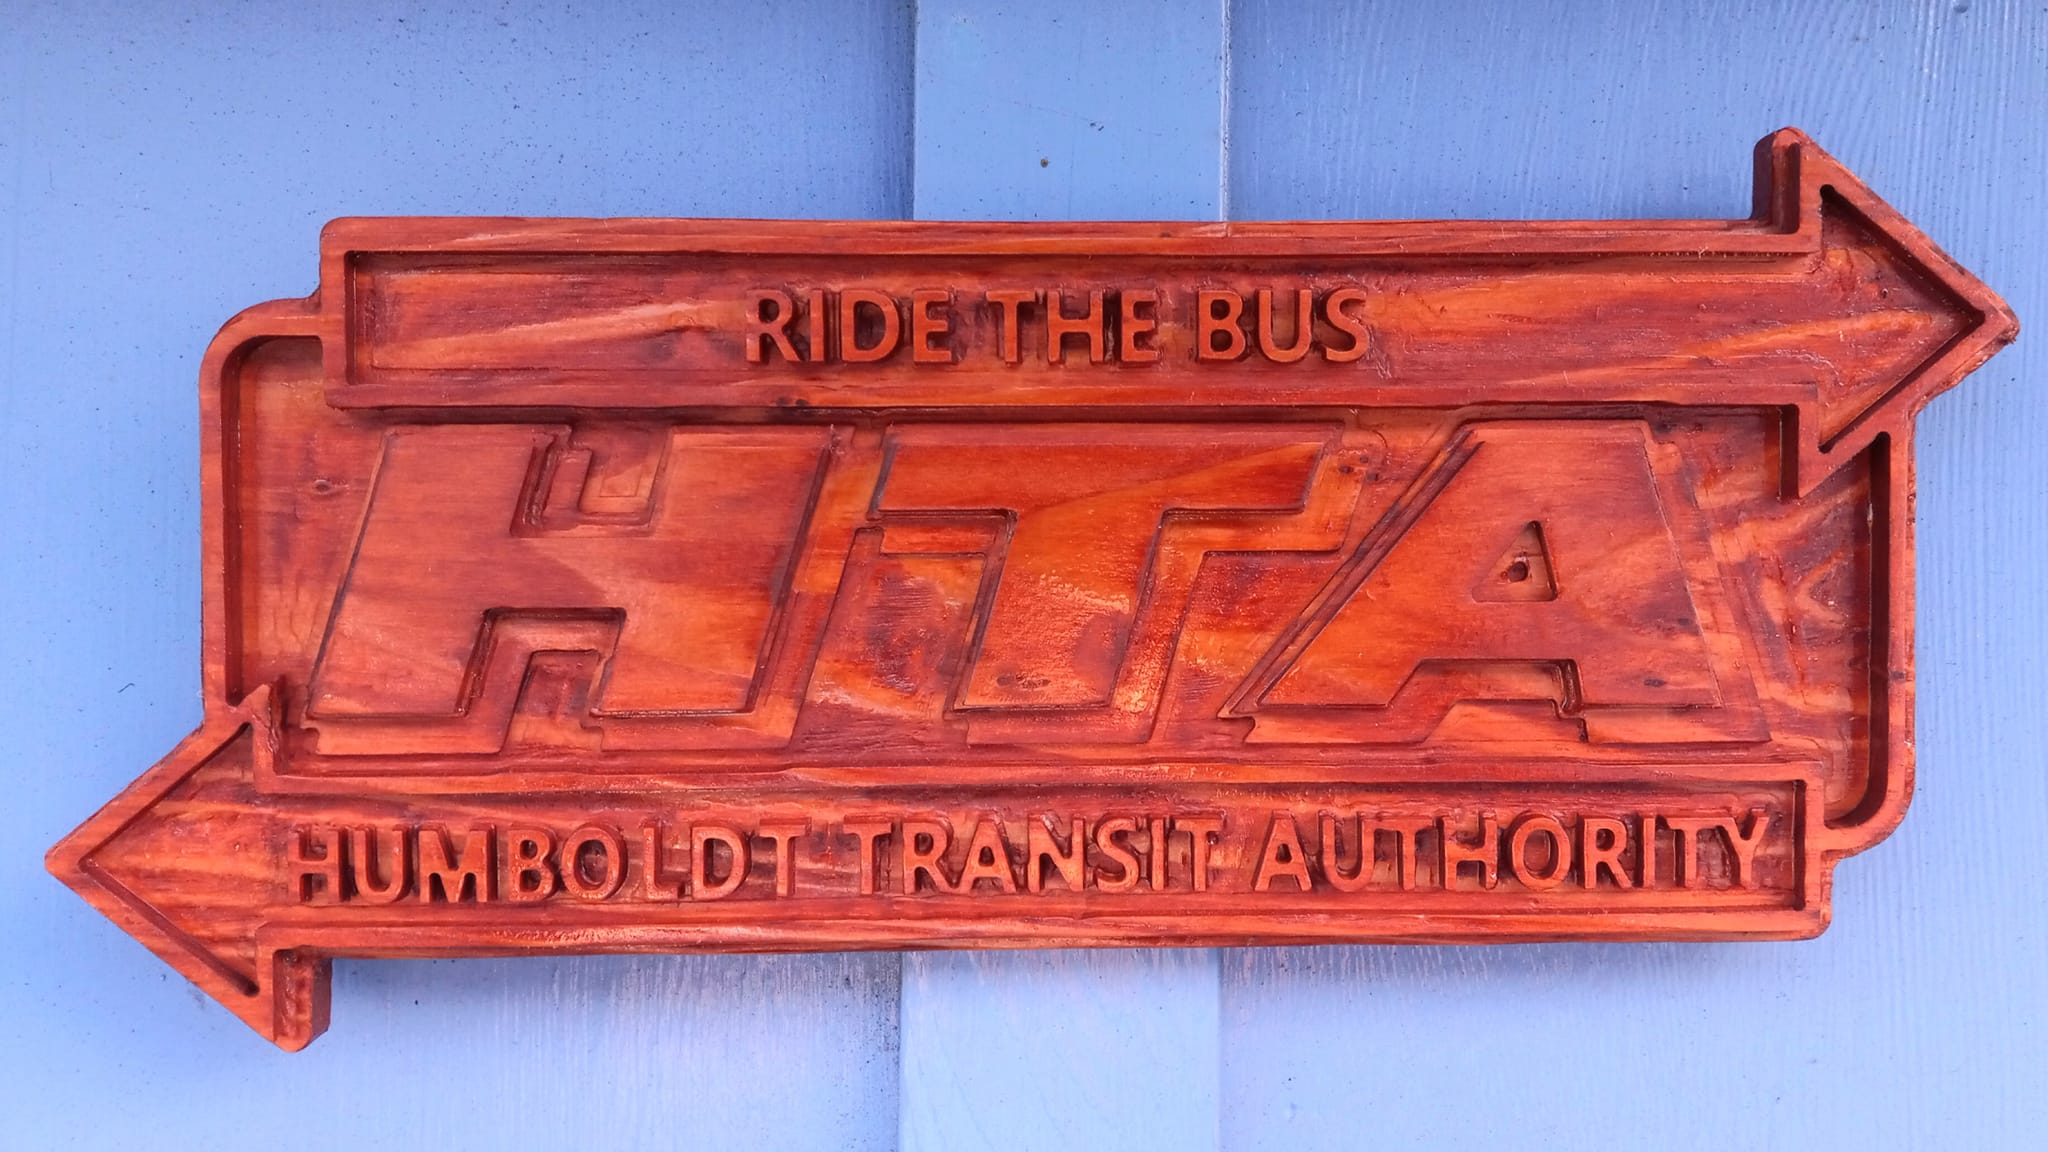 RIDE THE BUS
HTA
HUMBOLDT TRANSIT AUTHORITY